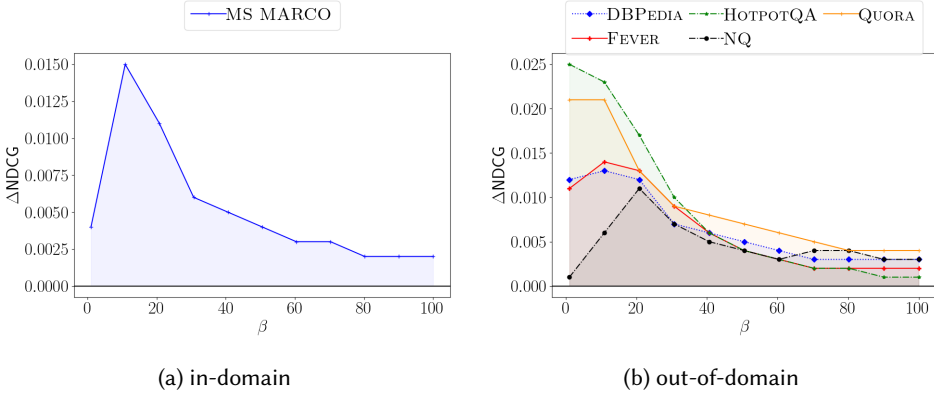 MS MARCO
0.0150
0.0125
0.0100
0.0075
0.0050
0.0025
0.0000
ΔNDCG
0 20 40 60 80 100
β
(a) in-domain
DBPEDIA HOTPOTQA QUORA
FEVER NQ
0.025
0.020
0.015
0.010
0.005
0.000
ΔNDCG
0 20 40 60 80 100
β
(b) out-of-domain